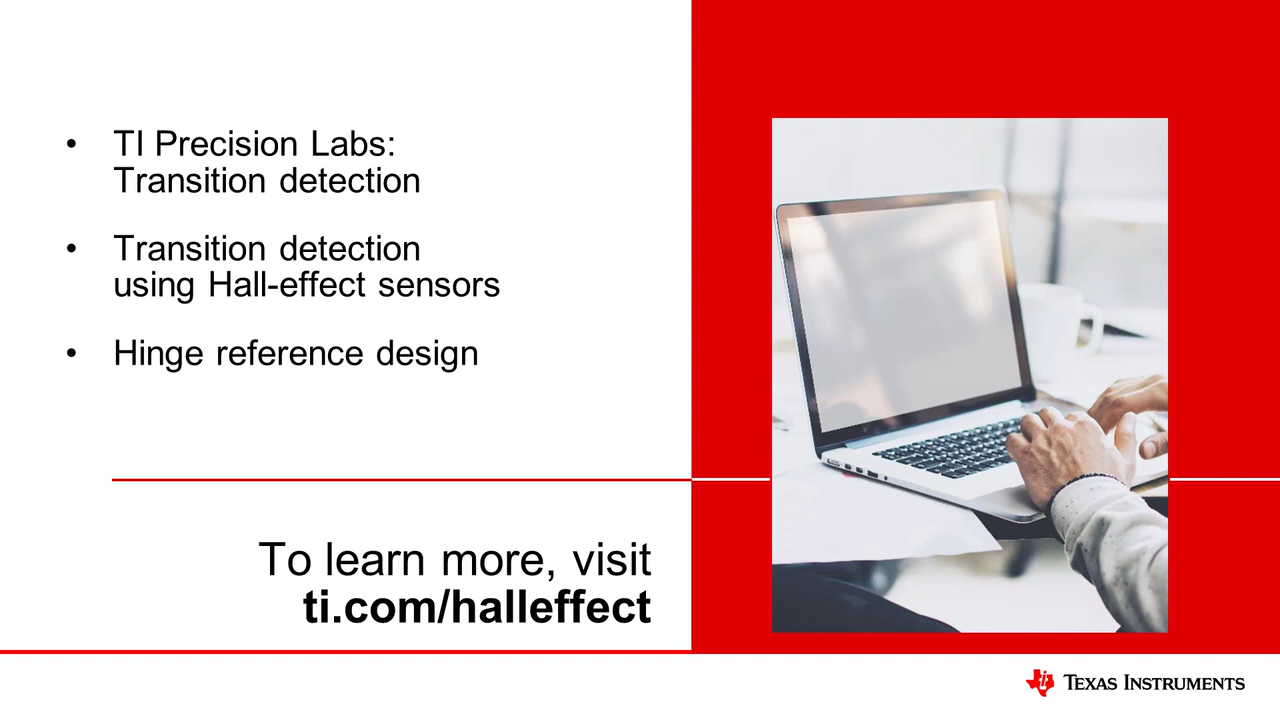 • TI Precision Labs:
Transition detection
• Transition detection
using Hall-effect sensors
• Hinge reference design
To learn more, visit
ti.com/halleffect
TEXAS INSTRUMENTS